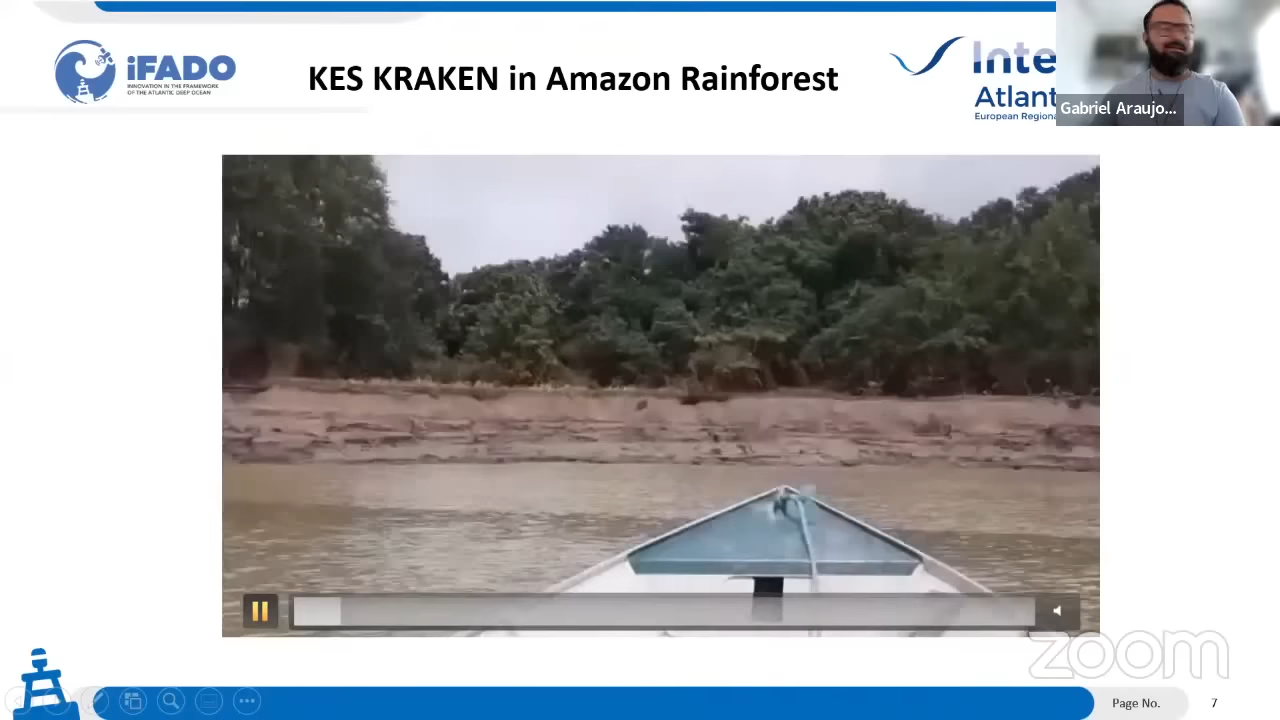 iFADO
INNOVATION IN THE FRAMEWORK
OF THE ATLANTIC DEEP OCEAN
KES KRAKEN in Amazon Rainforest
Inte
Atlant
European Regiona
Gabriel Araujo...
zoom
Page No. 7